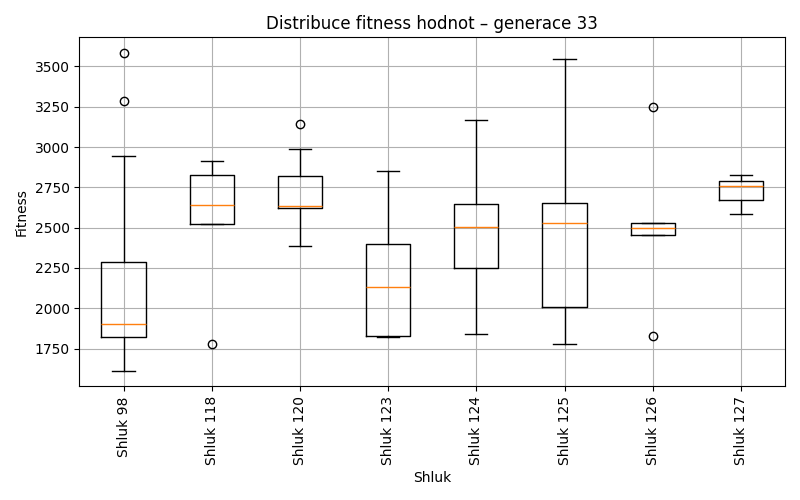 Distribuce fitness hodnot – generace 33
Fitness
3500
3250
3000
2750
2500
2250
2000
1750
Shluk 98
Shluk 118
Shluk 120
Shluk 123
Shluk 124
Shluk 125
Shluk 126
Shluk 127
Shluk